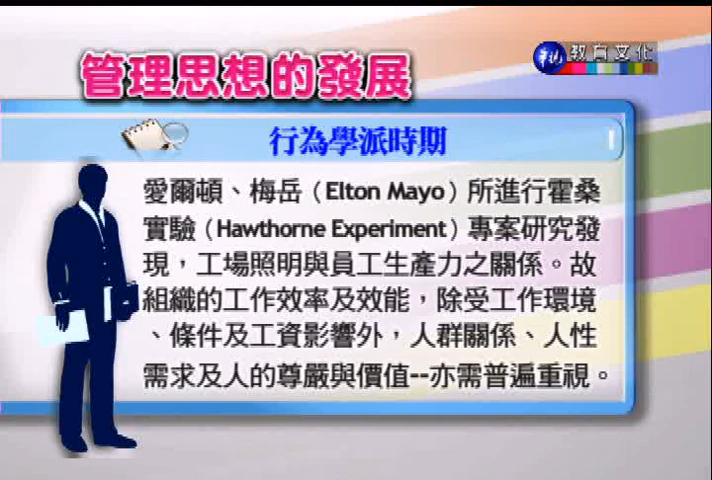 華視 教育文化
管理思想的發展
行為學派時期
愛爾頓、梅岳（Elton Mayo）所進行霍桑
實驗（Hawthorne Experiment）專案研究發
現，工場照明與員工生產力之關係。故
組織的工作效率及效能，除受工作環境
、條件及工資影響外，人群關係、人性
需求及人的尊嚴與價值--亦需普遍重視。